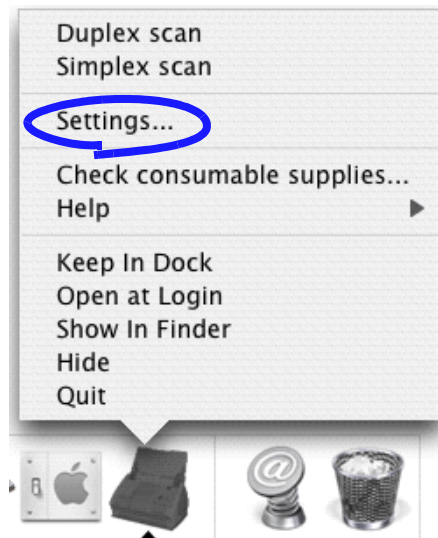 Duplex scan
Simplex scan
Settings...
Check consumable supplies...
Help
Keep In Dock
Open at Login
Show In Finder
Hide
Quit
@